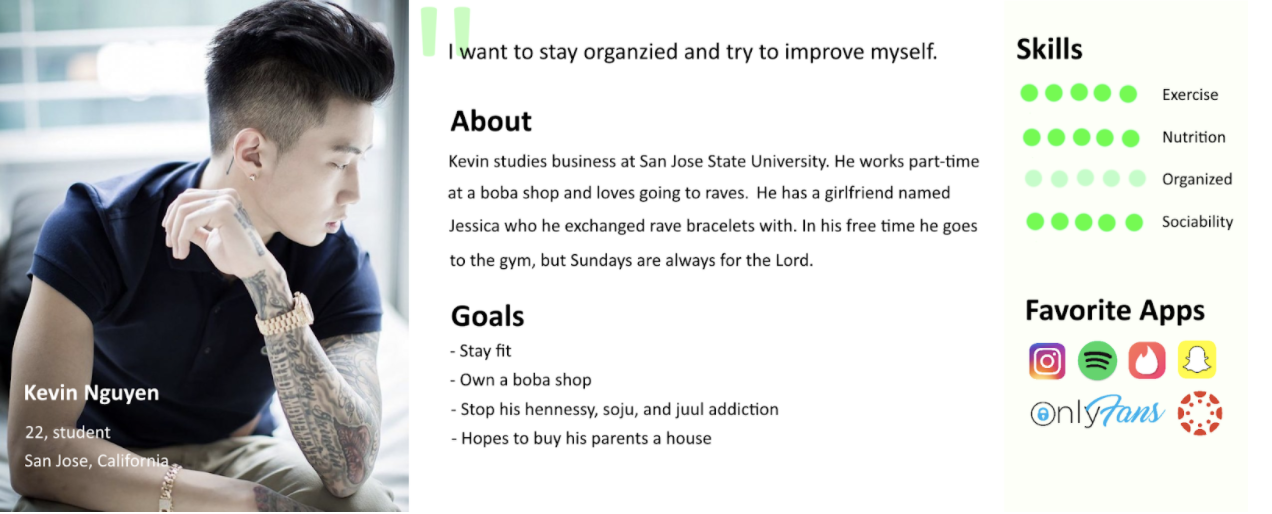 "
I want to stay organzied and try to improve myself.
About
Kevin studies business at San Jose State University. He works part-time
at a boba shop and loves going to raves. He has a girlfriend named
Jessica who he exchanged rave bracelets with. In his free time he goes
to the gym, but Sundays are always for the Lord.
Goals
- Stay fit
- Own a boba shop
- Stop his hennessy, soju, and juul addiction
- Hopes to buy his parents a house
Kevin Nguyen
22, student
San Jose, California
Skills
Exercise
Nutrition
Organized
Sociability
Favorite Apps
OnlyFans